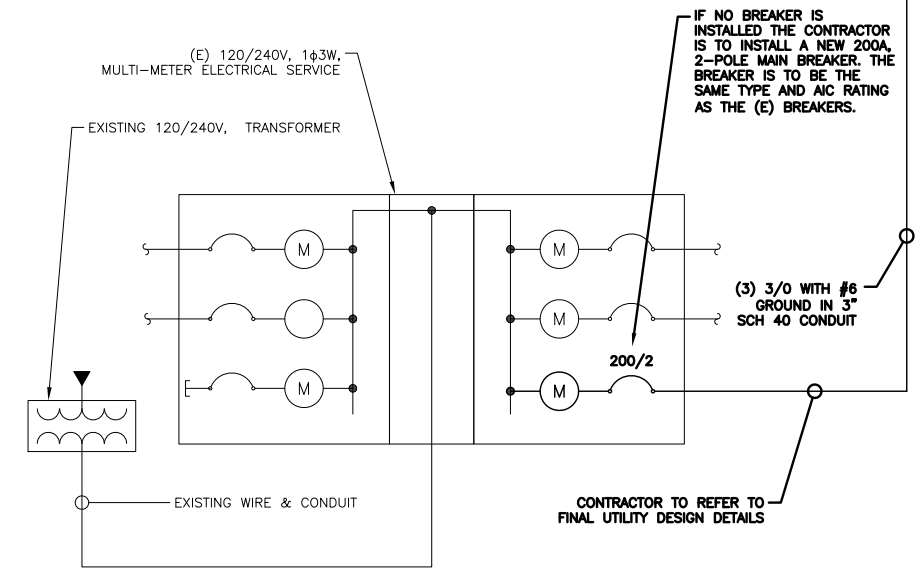 IF NO BREAKER IS
INSTALLED THE CONTRACTOR
IS TO INSTALL A NEW 200A,
2-POLE MAIN BREAKER. THE
BREAKER IS TO BE THE
SAME TYPE AND AIC RATING
AS THE (E) BREAKERS.
(E) 120/240V, 1ϕ3W,
MULTI-METER ELECTRICAL SERVICE
EXISTING 120/240V, TRANSFORMER
M
M
(3) 3/0 WITH #6
GROUND IN 3"
SCH 40 CONDUIT
M
200/2
M
M
EXISTING WIRE & CONDUIT
CONTRACTOR TO REFER TO
FINAL UTILITY DESIGN DETAILS